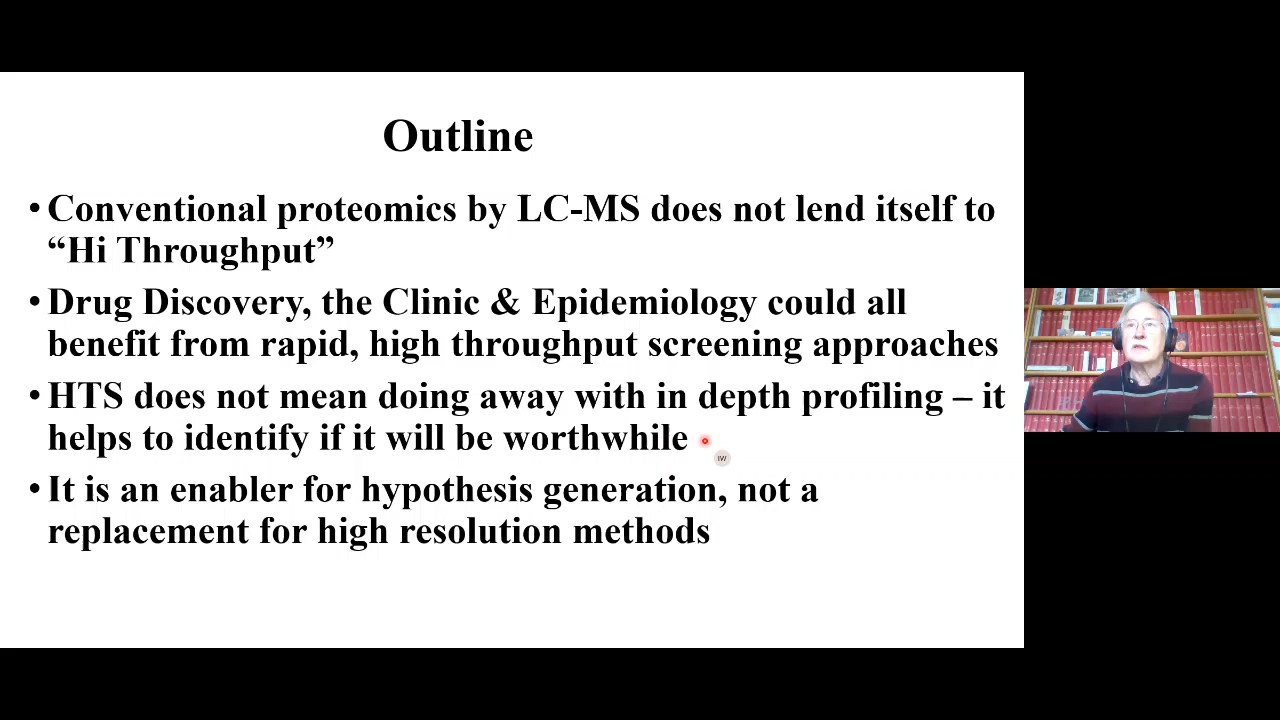 Outline
• Conventional proteomics by LC-MS does not lend itself to
“Hi Throughput”
• Drug Discovery, the Clinic & Epidemiology could all
benefit from rapid, high throughput screening approaches
• HTS does not mean doing away with in depth profiling – it
helps to identify if it will be worthwhile
• It is an enabler for hypothesis generation, not a
replacement for high resolution methods